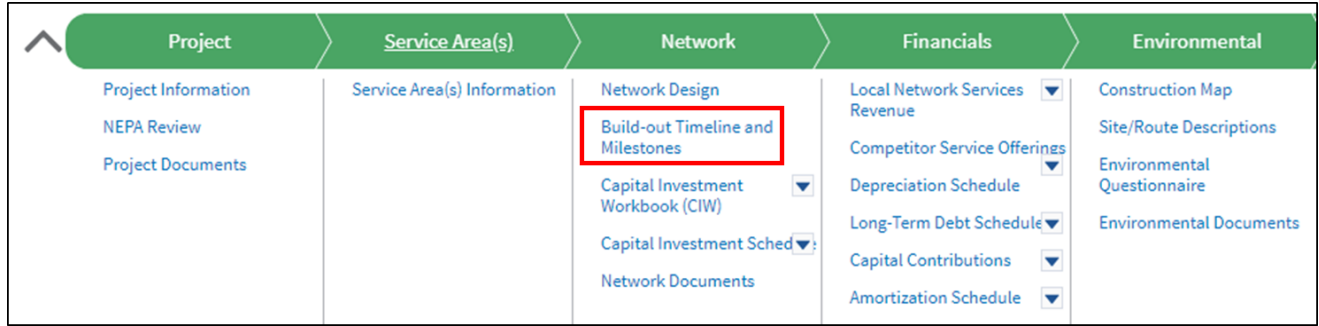 Project
Service Area(s)
Network
Financials
Environmental
Project Information
NEPA Review
Project Documents
Service Area(s) Information
Network Design
Build-out Timeline and
Milestones
Capital Investment
Workbook (CIW)
Capital Investment Sched
Network Documents
Local Network Services
Revenue
Competitor Service Offerings
Depreciation Schedule
Long-Term Debt Schedule
Capital Contributions
Amortization Schedule
Construction Map
Site/Route Descriptions
Environmental
Questionnaire
Environmental Documents